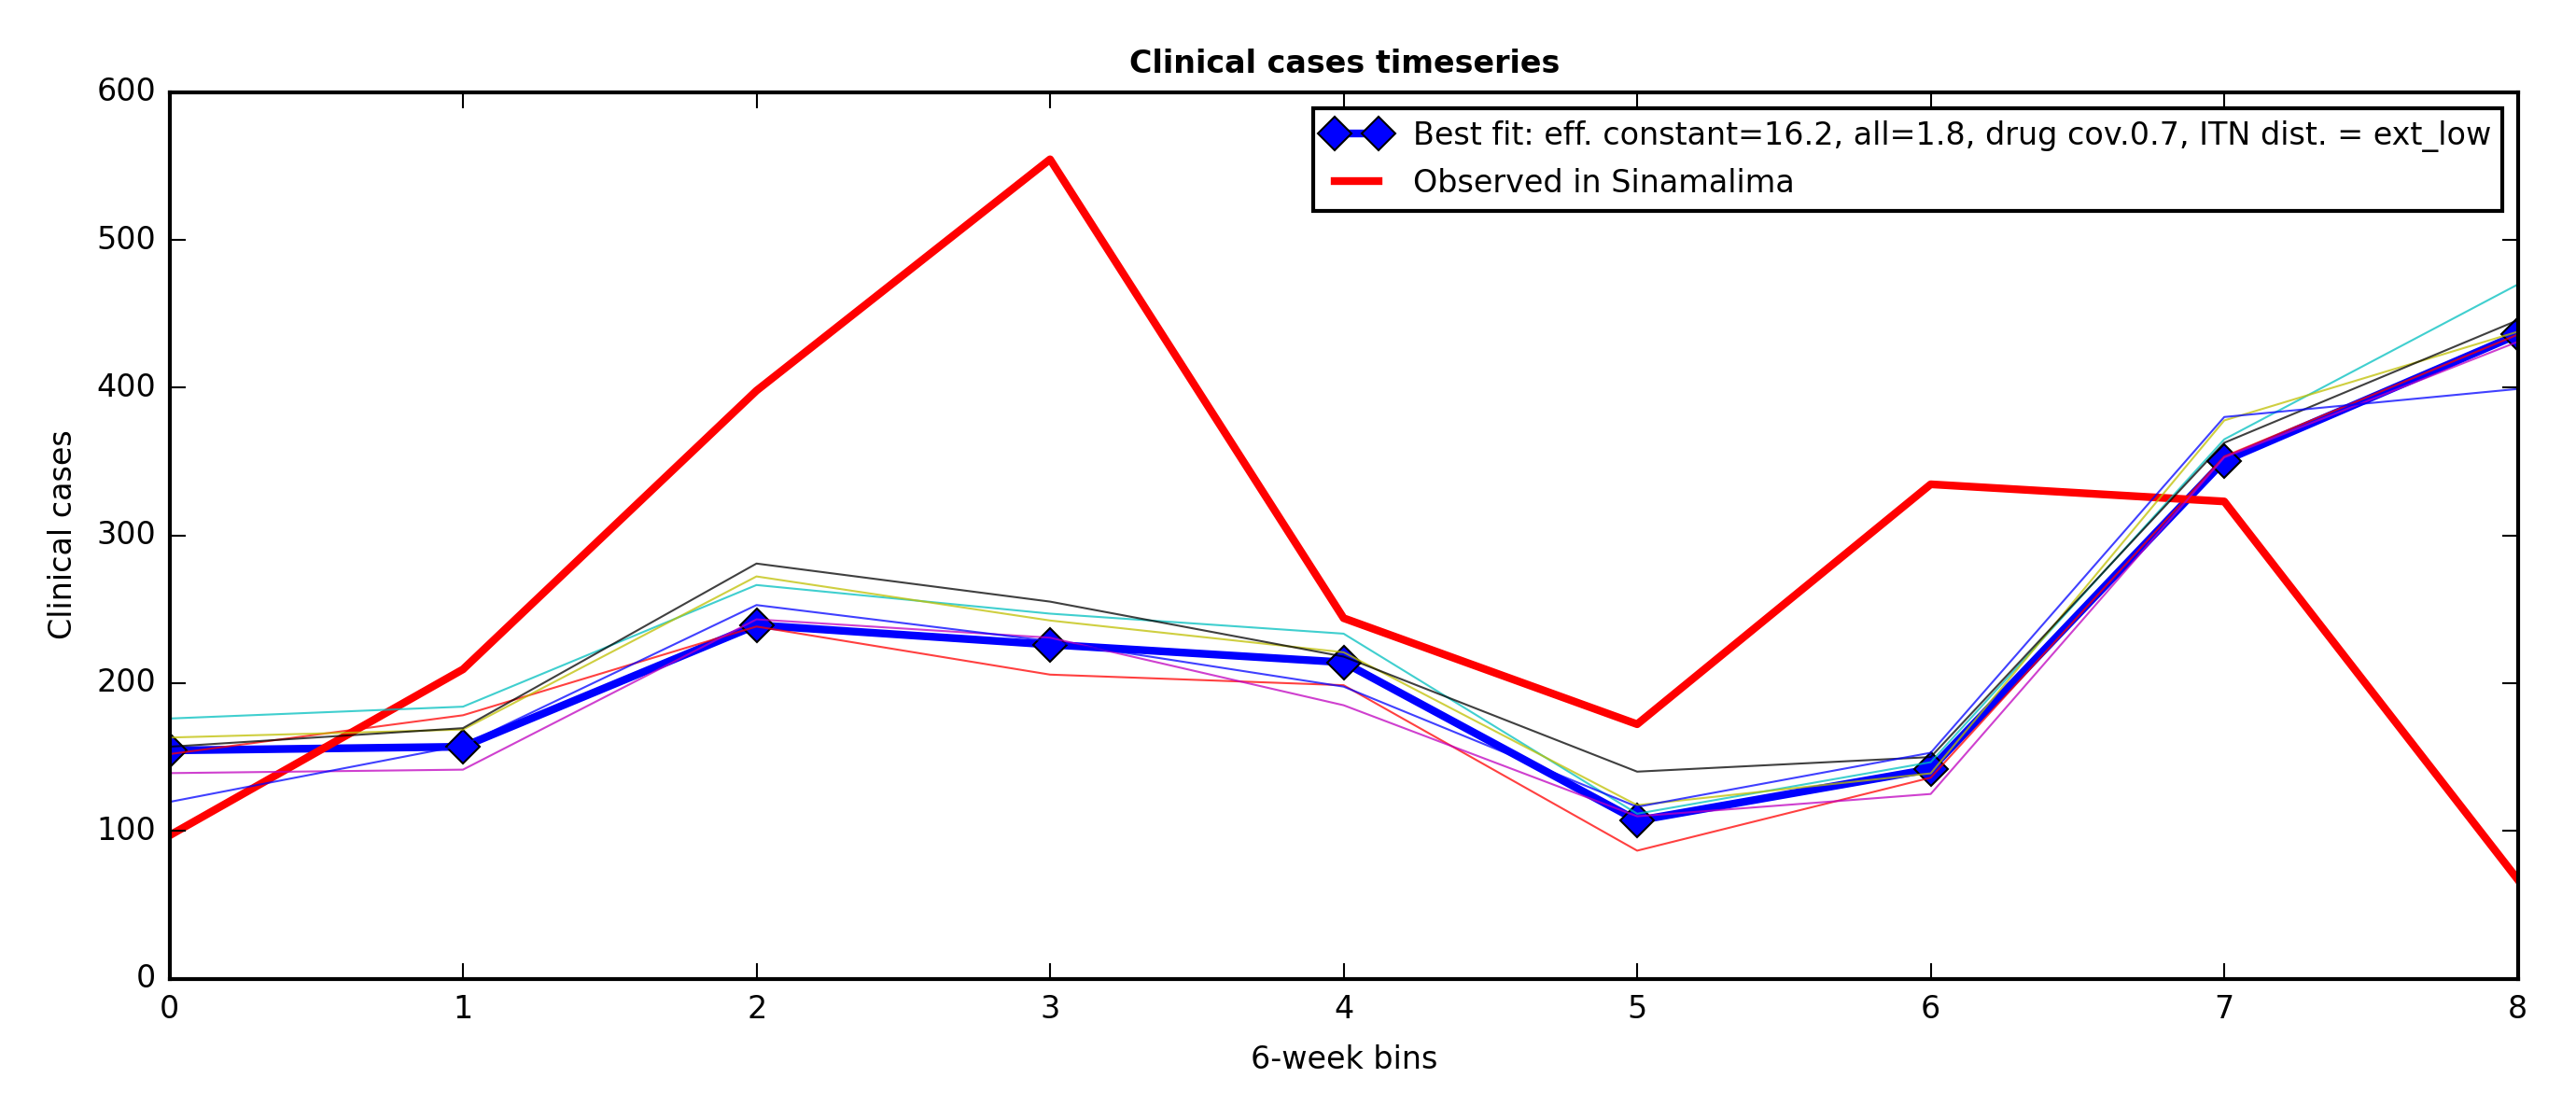 Clinical cases timeseries
600
500
400
300
200
100
0
Clinical cases
Best fit: eff. constant=16.2, all=1.8, drug cov.0.7, ITN dist. = ext_low
Observed in Sinamalima
0 1 2 3 4 5 6 7 8
6-week bins